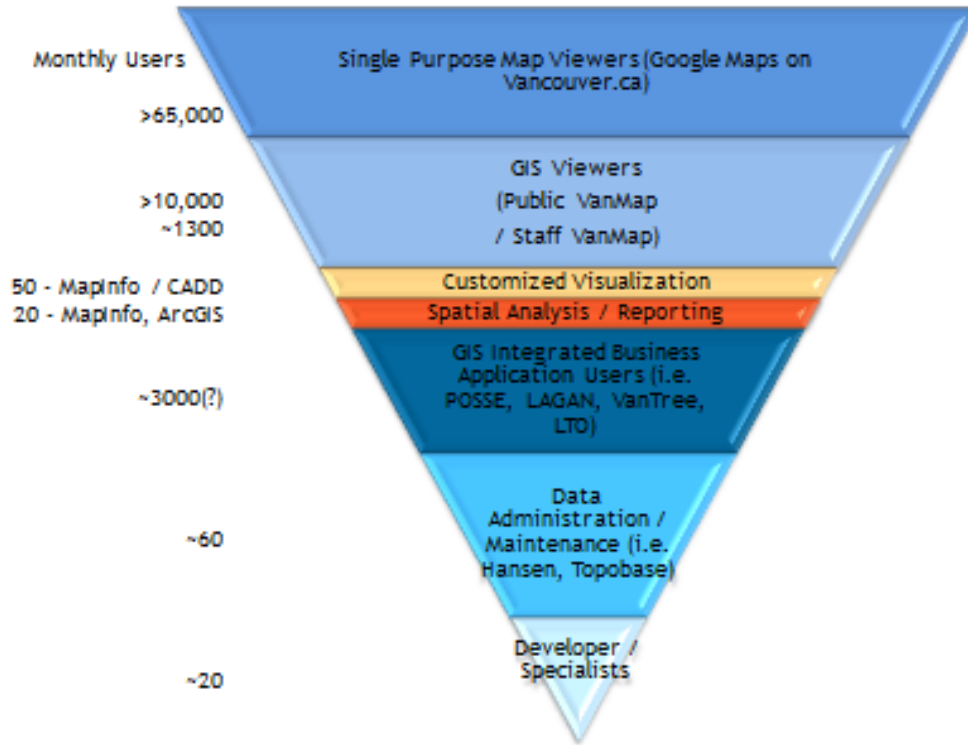 Monthly Users
Single Purpose Map Viewers (Google Maps on
Vancouver.ca)
>65,000
GIS Viewers
(Public VanMap
/ Staff VanMap)
>10,000
~1300
50 - MapInfo / CADD
Customized Visualization
20 - MapInfo, ArcGIS
Spatial Analysis / Reporting
~3000(?)
GIS Integrated Business
Application Users (i.e.
POSSE, LAGAN, VanTree,
LTO)
~60
Data
Administration /
Maintenance (i.e.
Hansen, Topobase)
~20
Developer /
Specialists